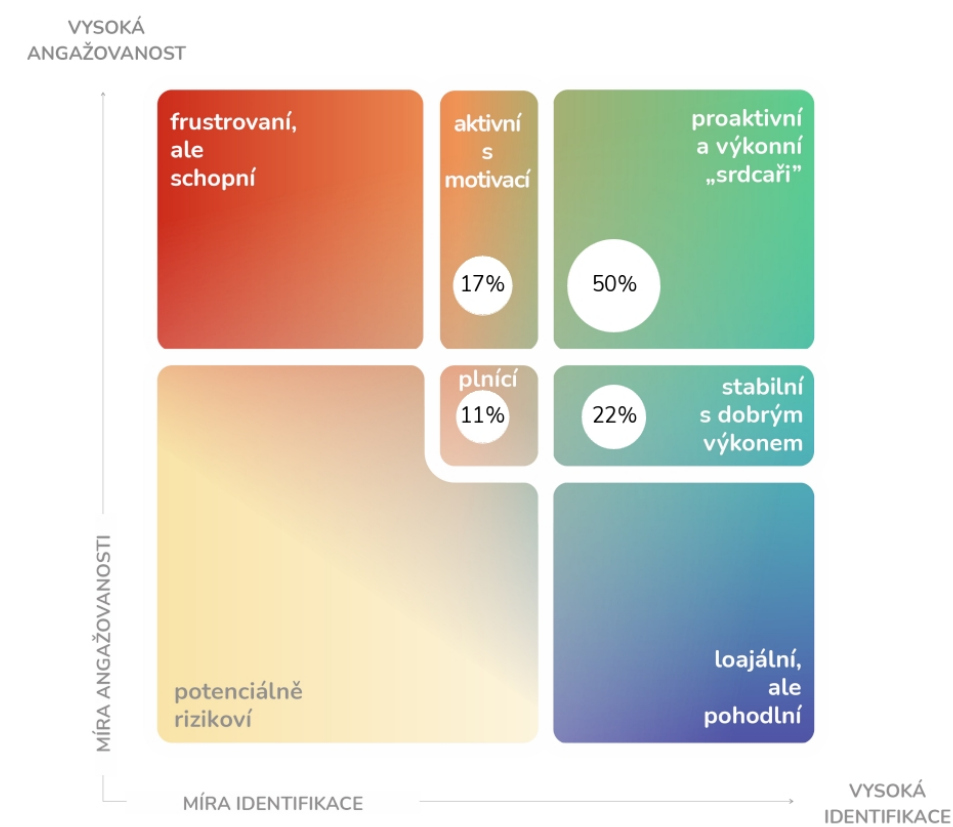 VYSOKÁ
ANGAŽOVANOST
frustrovaní,
ale
schopní
aktivní
s
motivací
17%
proaktivní
a výkonní
„srdcaři”
50%
plnící
11%
22%
stabilní
s dobrým
výkonem
potenciálně
rizikoví
loajální,
ale
pohodlní
MÍRA ANGAŽOVANOSTI
MÍRA IDENTIFIKACE
VYSOKÁ
IDENTIFIKACE